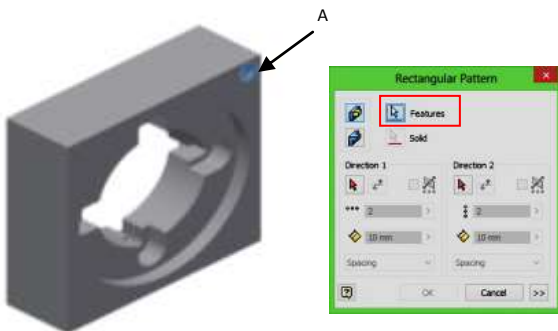 A
Rectangular Pattern
Features
Solid
Direction 1 Direction 2
2 2
10 mm 10 mm
Spacing Spacing
OK Cancel >>